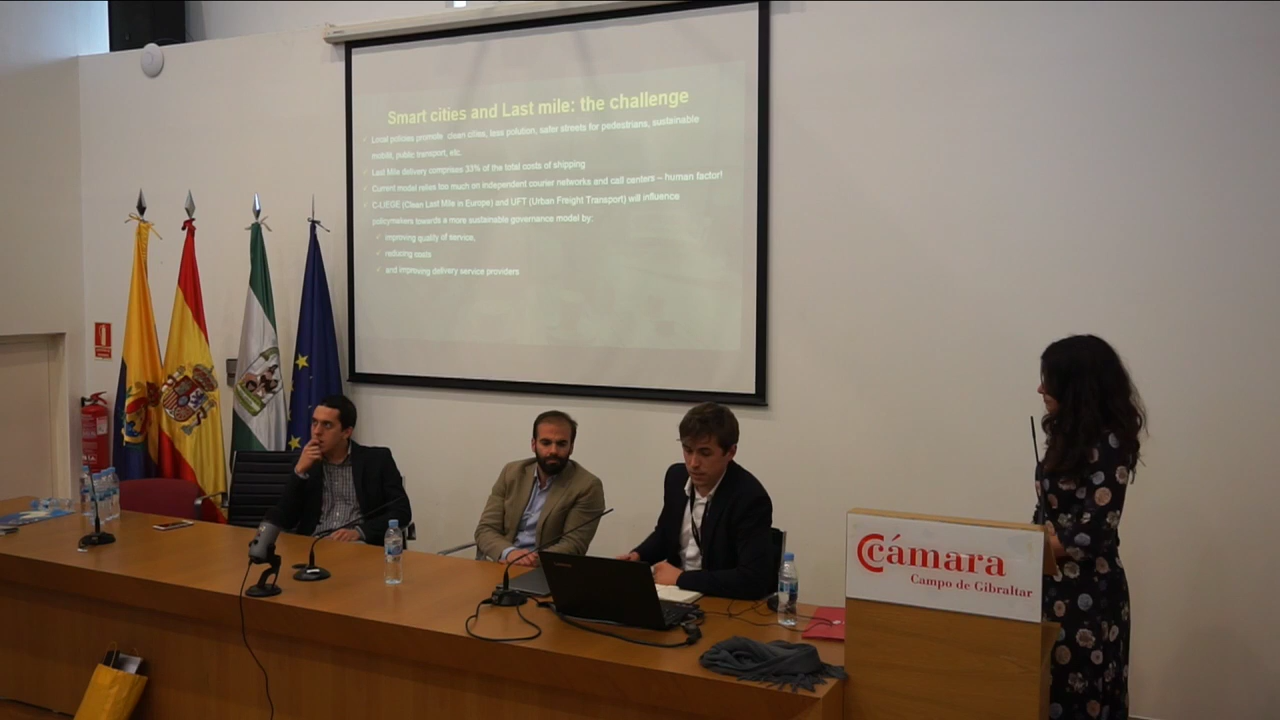 Smart cities and Last mile: the challenge
Local policies promote clean cities, less polution, safer streets for pedestrians, sustainable
mobilit, public transport, etc.
Last Mile delivery comprises 33% of the total costs of shipping
Current model relies too much on independent courier networks and call centers – human factor!
C-LIEGE (Clean Last Mile in Europe) and UFT (Urban Freight Transport) will influence
policymakers towards a more sustainable governance model by:
improving quality of service,
reducing costs
and improving delivery service providers
Cámara
Campo de Gibraltar